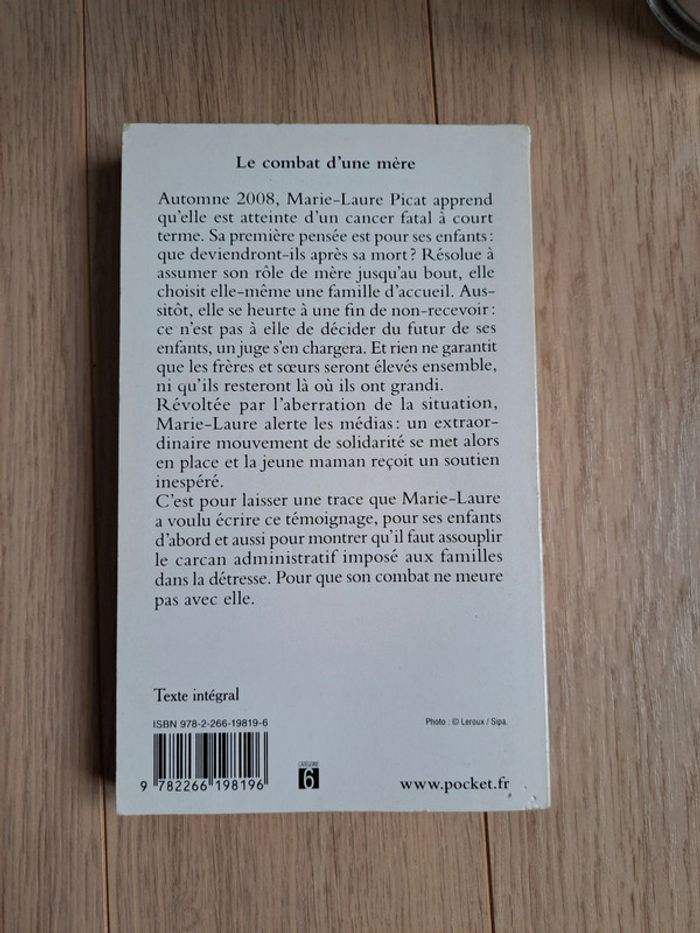 Le combat d'une mère
Automne 2008, Marie-Laure Picat apprend
qu'elle est atteinte d'un cancer fatal à court
terme. Sa première pensée est pour ses enfants :
que deviendront-ils après sa mort ? Résolue à
assumer son rôle de mère jusqu'au bout, elle
choisit elle-même une famille d'accueil. Aus-
sitôt, elle se heurte à une fin de non-recevoir :
ce n'est pas à elle de décider du futur de ses
enfants, un juge s'en chargera. Et rien ne garantit
que les frères et sœurs seront élevés ensemble,
ni qu'ils resteront là où ils ont grandi.
Révoltée par l'aberration de la situation,
Marie-Laure alerte les médias : un extraor-
dinaire mouvement de solidarité se met alors
en place et la jeune maman reçoit un soutien
inespéré.
C'est pour laisser une trace que Marie-Laure
a voulu écrire ce témoignage, pour ses enfants
d'abord et aussi pour montrer qu'il faut assouplir
le carcan administratif imposé aux familles
dans la détresse. Pour que son combat ne meure
pas avec elle.
Texte intégral
ISBN 978-2-266-19819-6
Photo : © Leroux / Sipa.
9 782266 198196
CATÉGORIE
6
www.pocket.fr